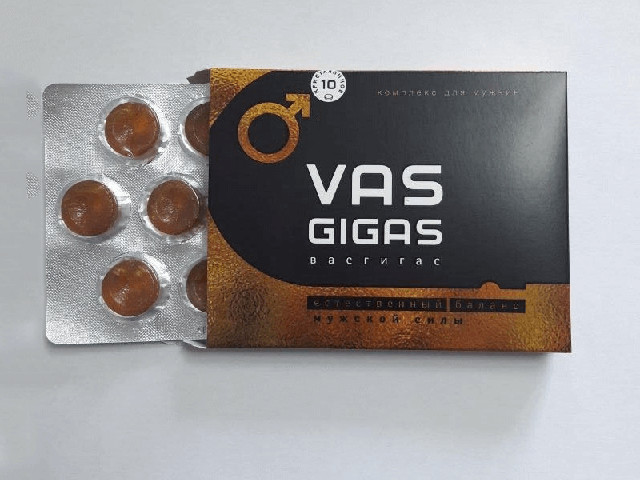 10
комплекс для мужчин
VAS
GIGAS
васгигас
естественный баланс
мужской силы